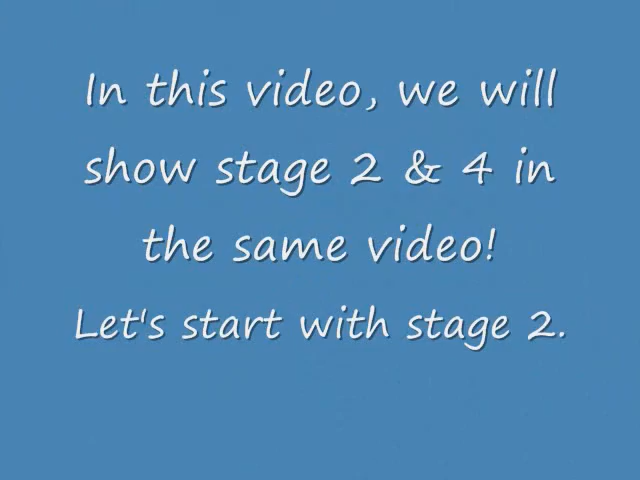 In this video, we will
show stage 2 & 4 in
the same video!
Let's start with stage 2.